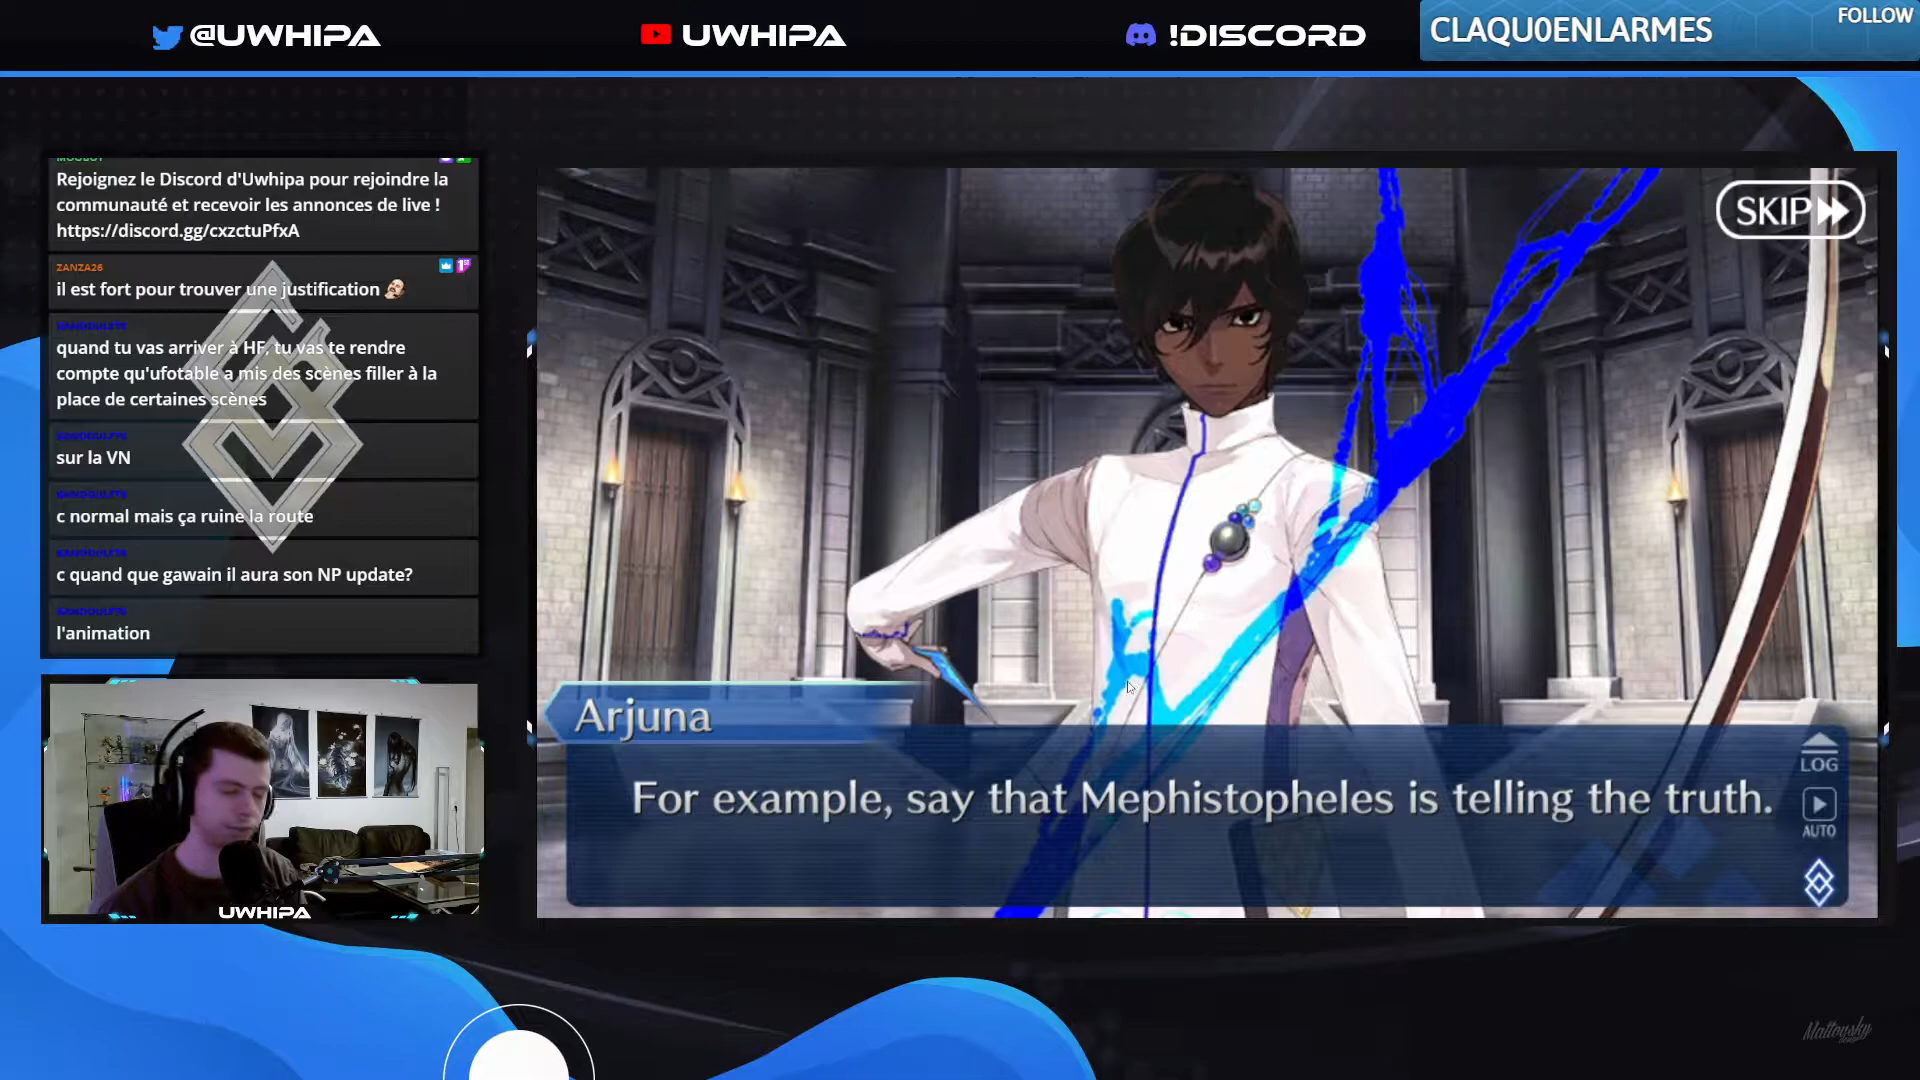 @UWHIPA
UWHIPA
!DISCORD
CLAQU0ENLARMES
FOLLOW
Rejoignez le Discord d'Uwhipa pour rejoindre la
communauté et recevoir les annonces de live !
https://discord.gg/cxzctuPfxA
ZANZA26
il est fort pour trouver une justification
quand tu vas arriver à HF, tu vas te rendre
compte qu'ufotable a mis des scènes filler à la
place de certaines scènes
sur la VN
c normal mais ça ruine la route
c quand que gawain il aura son NP update?
l'animation
UWHIPA
SKIP
Arjuna
For example, say that Mephistopheles is telling the truth.
LOG
AUTO
Mattovsky